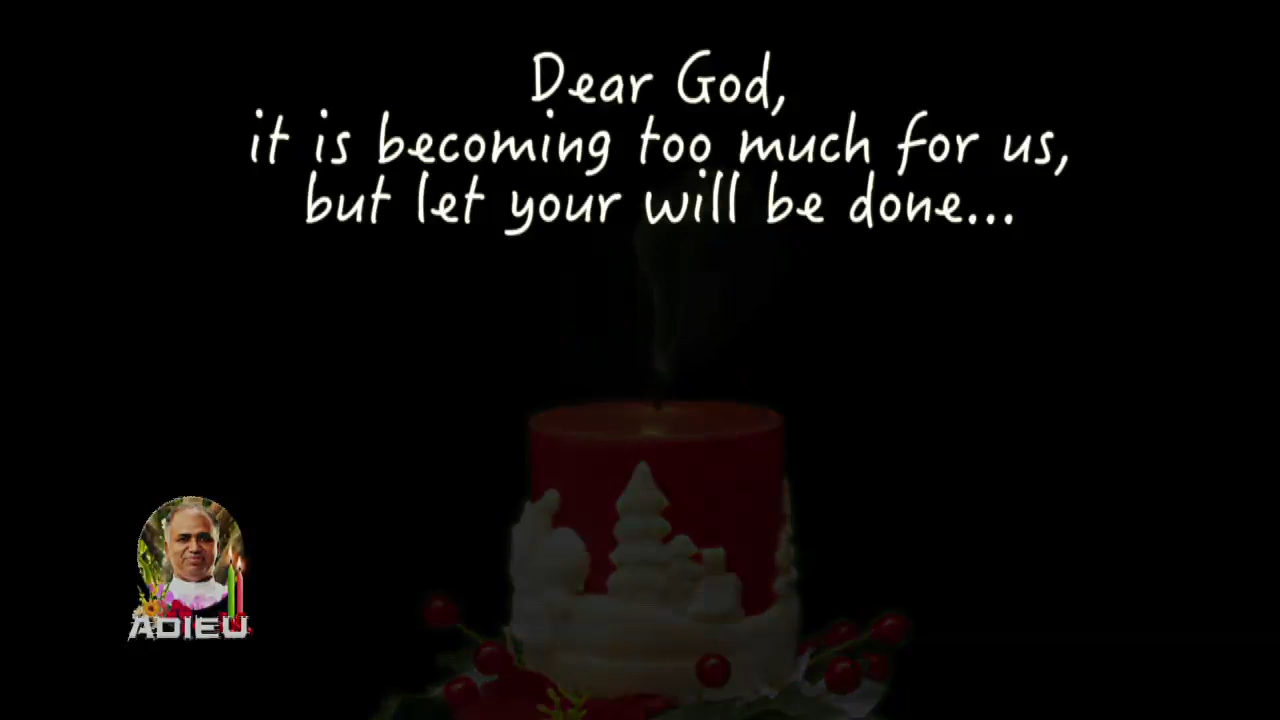 Dear God,
it is becoming too much for us,
but let your will be done...
ADIEU